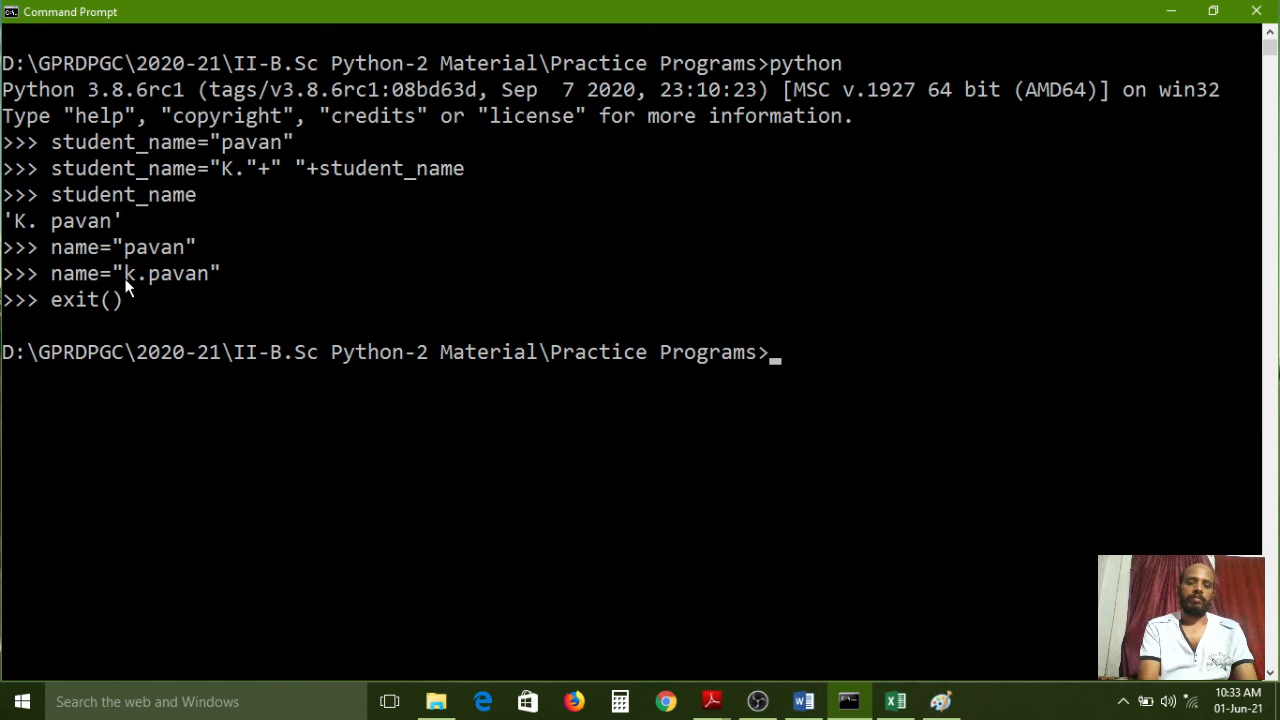 Command Prompt
D:\GPRDPGC\2020-21\II-B.Sc Python-2 Material\Practice Programs>python
Python 3.8.6rc1 (tags/v3.8.6rc1:08bd63d, Sep  7 2020, 23:10:23) [MSC v.1927 64 bit (AMD64)] on win32
Type "help", "copyright", "credits" or "license" for more information.
>>> student_name="pavan"
>>> student_name="K."+" "+student_name
>>> student_name
'K. pavan'
>>> name="pavan"
>>> name="k.pavan"
>>> exit()
D:\GPRDPGC\2020-21\II-B.Sc Python-2 Material\Practice Programs>
Search the web and Windows
10:33 AM
01-Jun-21